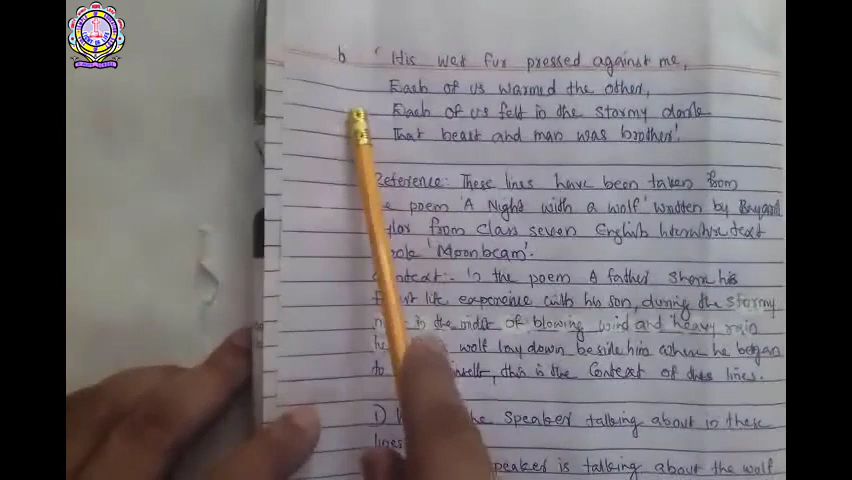 b ' His wet fur pressed against me,
Each of us warmed the other,
Each of us felt in the stormy dark
That beast and man was brother'.
Reference: These lines have been taken from
poem 'A Night with a wolf' written by Bayard
from class seven English literature text
'Moonbeam'.
in the poem A father share his
life experience with his son, during the stormy
in the midst of blowing wind and heavy rain
wolf lay down beside him where he began
to this is the Context of this lines.
1) the Speaker talking about in these
lines
speaker is talking about the wolf